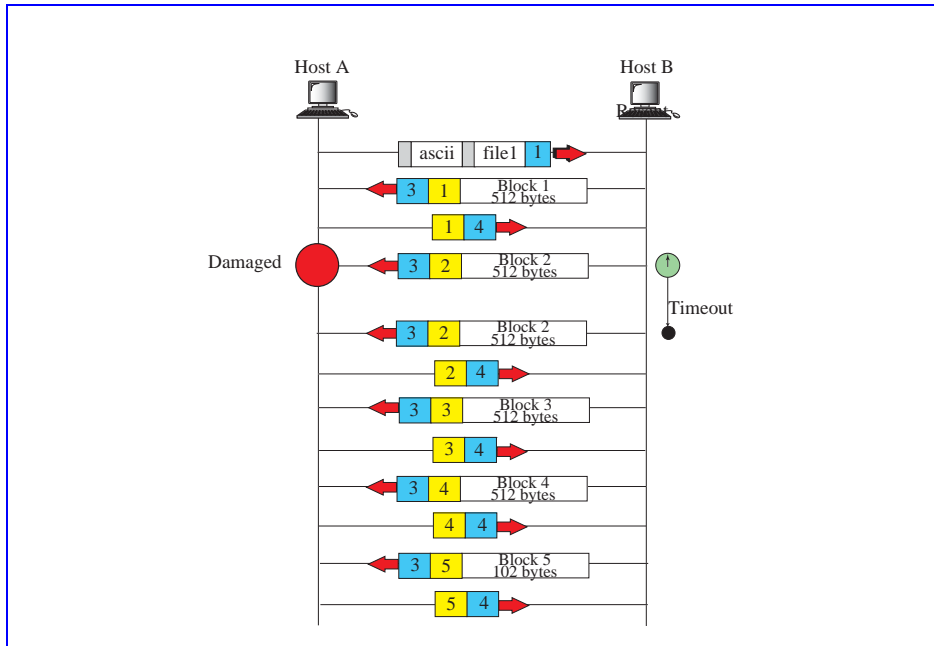 Host A
Host B
ascii file1 1
3 1 Block 1
512 bytes
1 4
Damaged
3 2 Block 2
512 bytes
Timeout
3 2 Block 2
512 bytes
2 4
3 3 Block 3
512 bytes
3 4
3 4 Block 4
512 bytes
4 4
3 5 Block 5
102 bytes
5 4